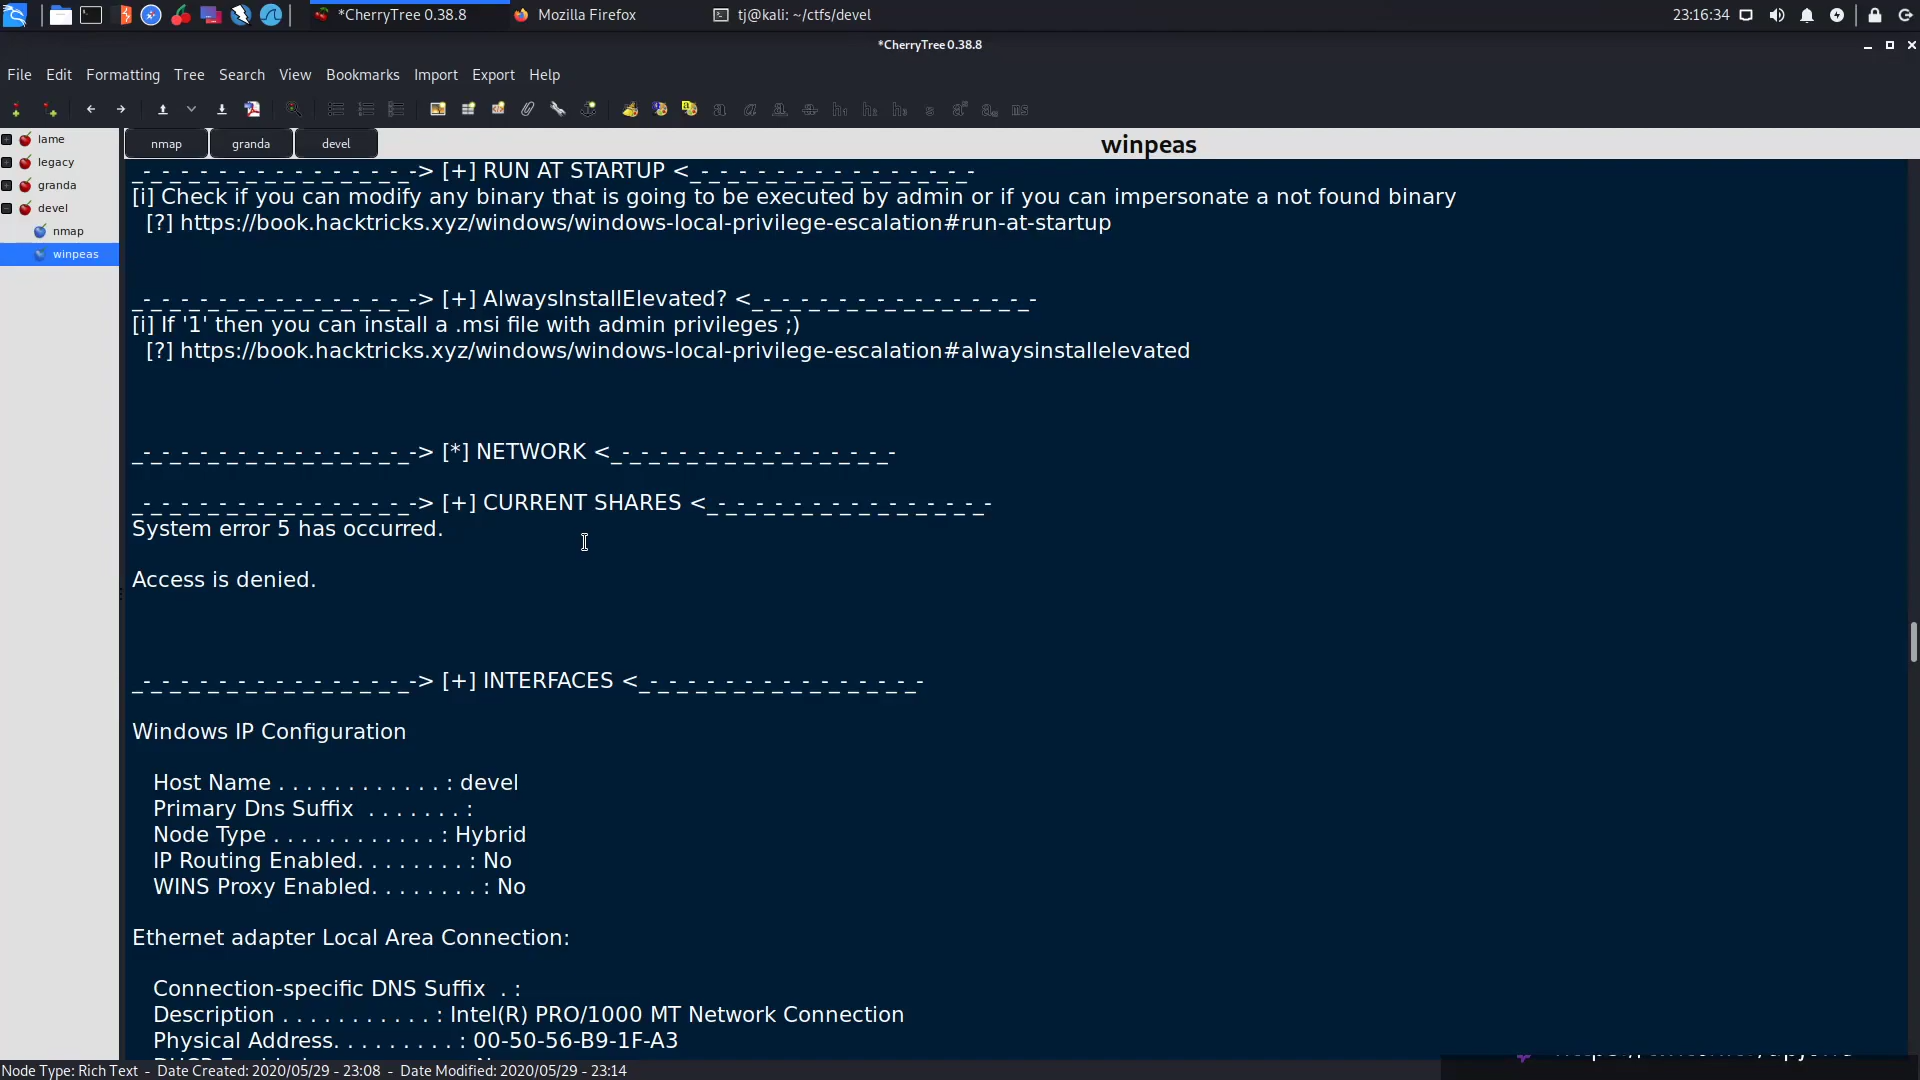 *CherryTree 0.38.8
Mozilla Firefox
tj@kali: ~/ctfs/devel
23:16:34
*CherryTree 0.38.8
File Edit Formatting Tree Search View Bookmarks Import Export Help
lame
legacy
granda
devel
nmap
winpeas
nmap
granda
devel
winpeas
_-_-_-_-_-_-_-_-_-_-_-_-_-_-_-> [+] RUN AT STARTUP <_-_-_-_-_-_-_-_-_-_-_-_-_-_-_-
[i] Check if you can modify any binary that is going to be executed by admin or if you can impersonate a not found binary
[?] https://book.hacktricks.xyz/windows/windows-local-privilege-escalation#run-at-startup
_-_-_-_-_-_-_-_-_-_-_-_-_-_-_-> [+] AlwaysInstallElevated? <_-_-_-_-_-_-_-_-_-_-_-_-_-_-_-
[i] If '1' then you can install a .msi file with admin privileges ;)
[?] https://book.hacktricks.xyz/windows/windows-local-privilege-escalation#alwaysinstallelevated
_-_-_-_-_-_-_-_-_-_-_-_-_-_-_-> [*] NETWORK <_-_-_-_-_-_-_-_-_-_-_-_-_-_-_-
_-_-_-_-_-_-_-_-_-_-_-_-_-_-_-> [+] CURRENT SHARES <_-_-_-_-_-_-_-_-_-_-_-_-_-_-_-
System error 5 has occurred.
Access is denied.
_-_-_-_-_-_-_-_-_-_-_-_-_-_-_-> [+] INTERFACES <_-_-_-_-_-_-_-_-_-_-_-_-_-_-_-
Windows IP Configuration
Host Name . . . . . . . . . . . . : devel
Primary Dns Suffix  . . . . . . . :
Node Type . . . . . . . . . . . . : Hybrid
IP Routing Enabled. . . . . . . . : No
WINS Proxy Enabled. . . . . . . . : No
Ethernet adapter Local Area Connection:
Connection-specific DNS Suffix  . :
Description . . . . . . . . . . . : Intel(R) PRO/1000 MT Network Connection
Physical Address. . . . . . . . . : 00-50-56-B9-1F-A3
Node Type: Rich Text - Date Created: 2020/05/29 - 23:08 - Date Modified: 2020/05/29 - 23:14